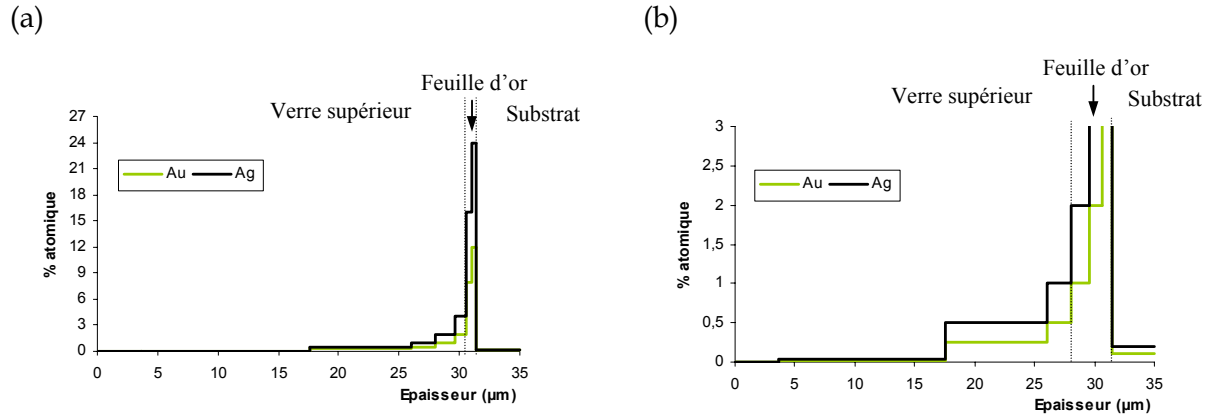 (a)
Feuille d'or
Verre supérieur
Substrat
27
24
21
18
15
12
9
6
3
0
% atomique
Au Ag
0 5 10 15 20 25 30 35
Epaisseur (µm)
(b)
Feuille d'or
Verre supérieur
Substrat
3
2,5
2
1,5
1
0,5
0
% atomique
Au Ag
0 5 10 15 20 25 30 35
Epaisseur (µm)